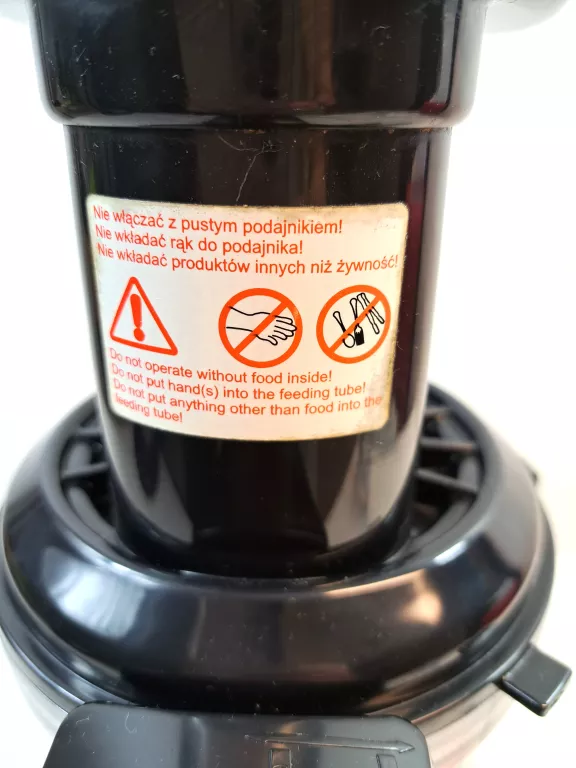 Nie włączać z pustym podajnikiem!
Nie wkładać rąk do podajnika!
Nie wkładać produktów innych niż żywność!
Do not operate without food inside!
Do not put hand(s) into the feeding tube!
Do not put anything other than food into the
feeding tube!